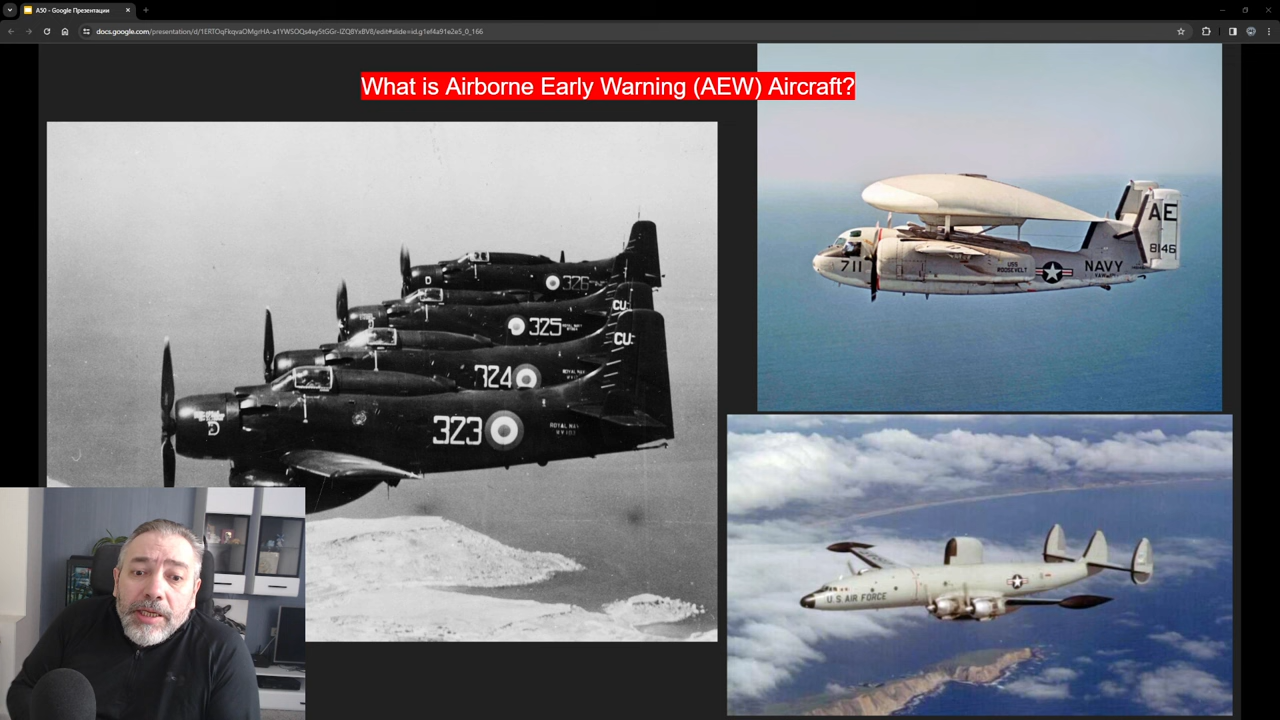 A50 - Google Презентации
docs.google.com/presentation/d/1ERTOqFkqvaOMgrHA-a1YWSOQs4ey5tGGr-IZQ8YxBV8/edit#slide=id.g1ef4a91e2e5_0_166
What is Airborne Early Warning (AEW) Aircraft?
AE
8146
711
USS
ROOSEVELT
NAVY
D
326
CU
325
CU
324
323
ROYAL NAVY
U.S. AIR FORCE